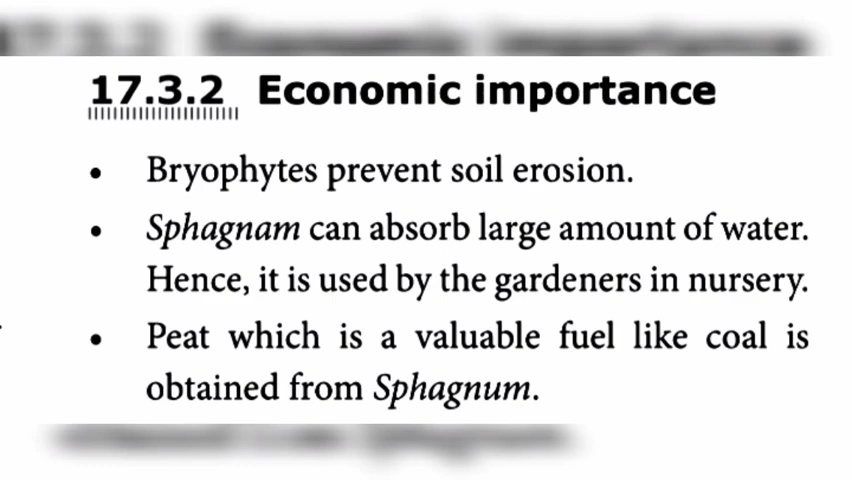 17.3.2 Economic importance
• Bryophytes prevent soil erosion.
• Sphagnam can absorb large amount of water.
Hence, it is used by the gardeners in nursery.
• Peat which is a valuable fuel like coal is
obtained from Sphagnum.